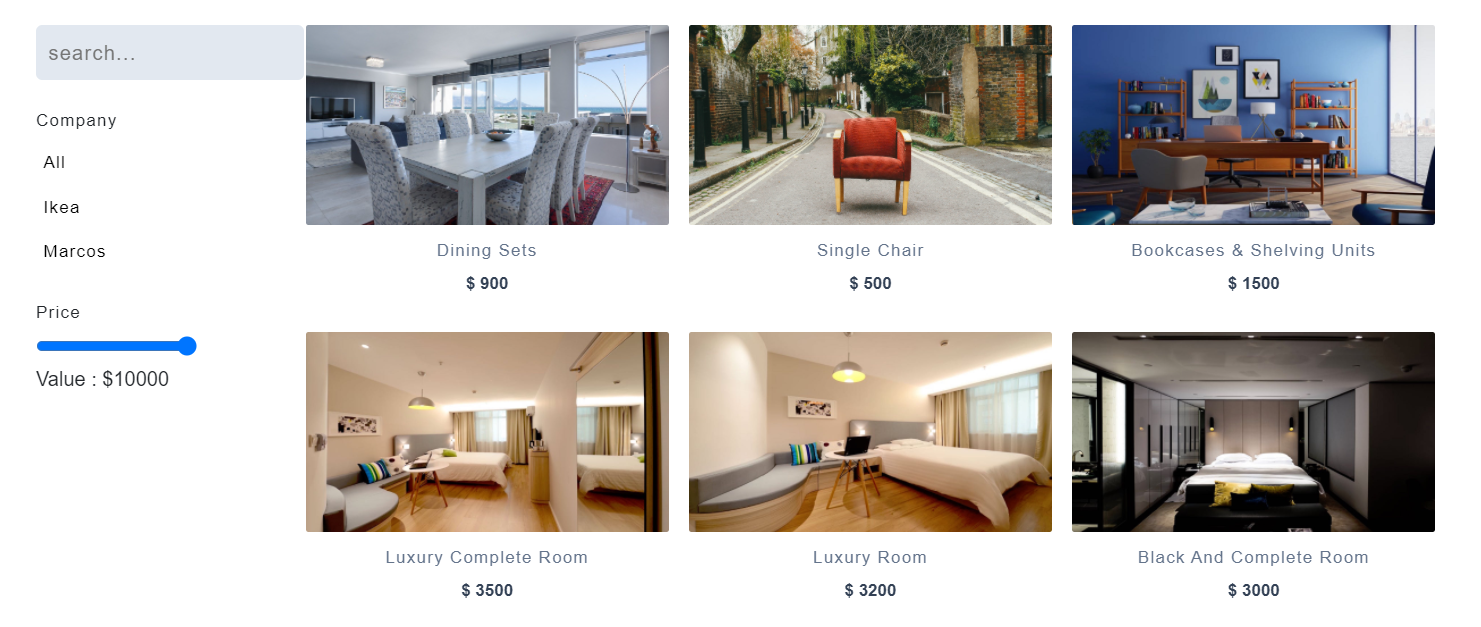 search...
Company
All
Ikea
Marcos
Price
Value : $10000
Dining Sets
$ 900
Single Chair
$ 500
Bookcases & Shelving Units
$ 1500
Luxury Complete Room
$ 3500
Luxury Room
$ 3200
Black And Complete Room
$ 3000